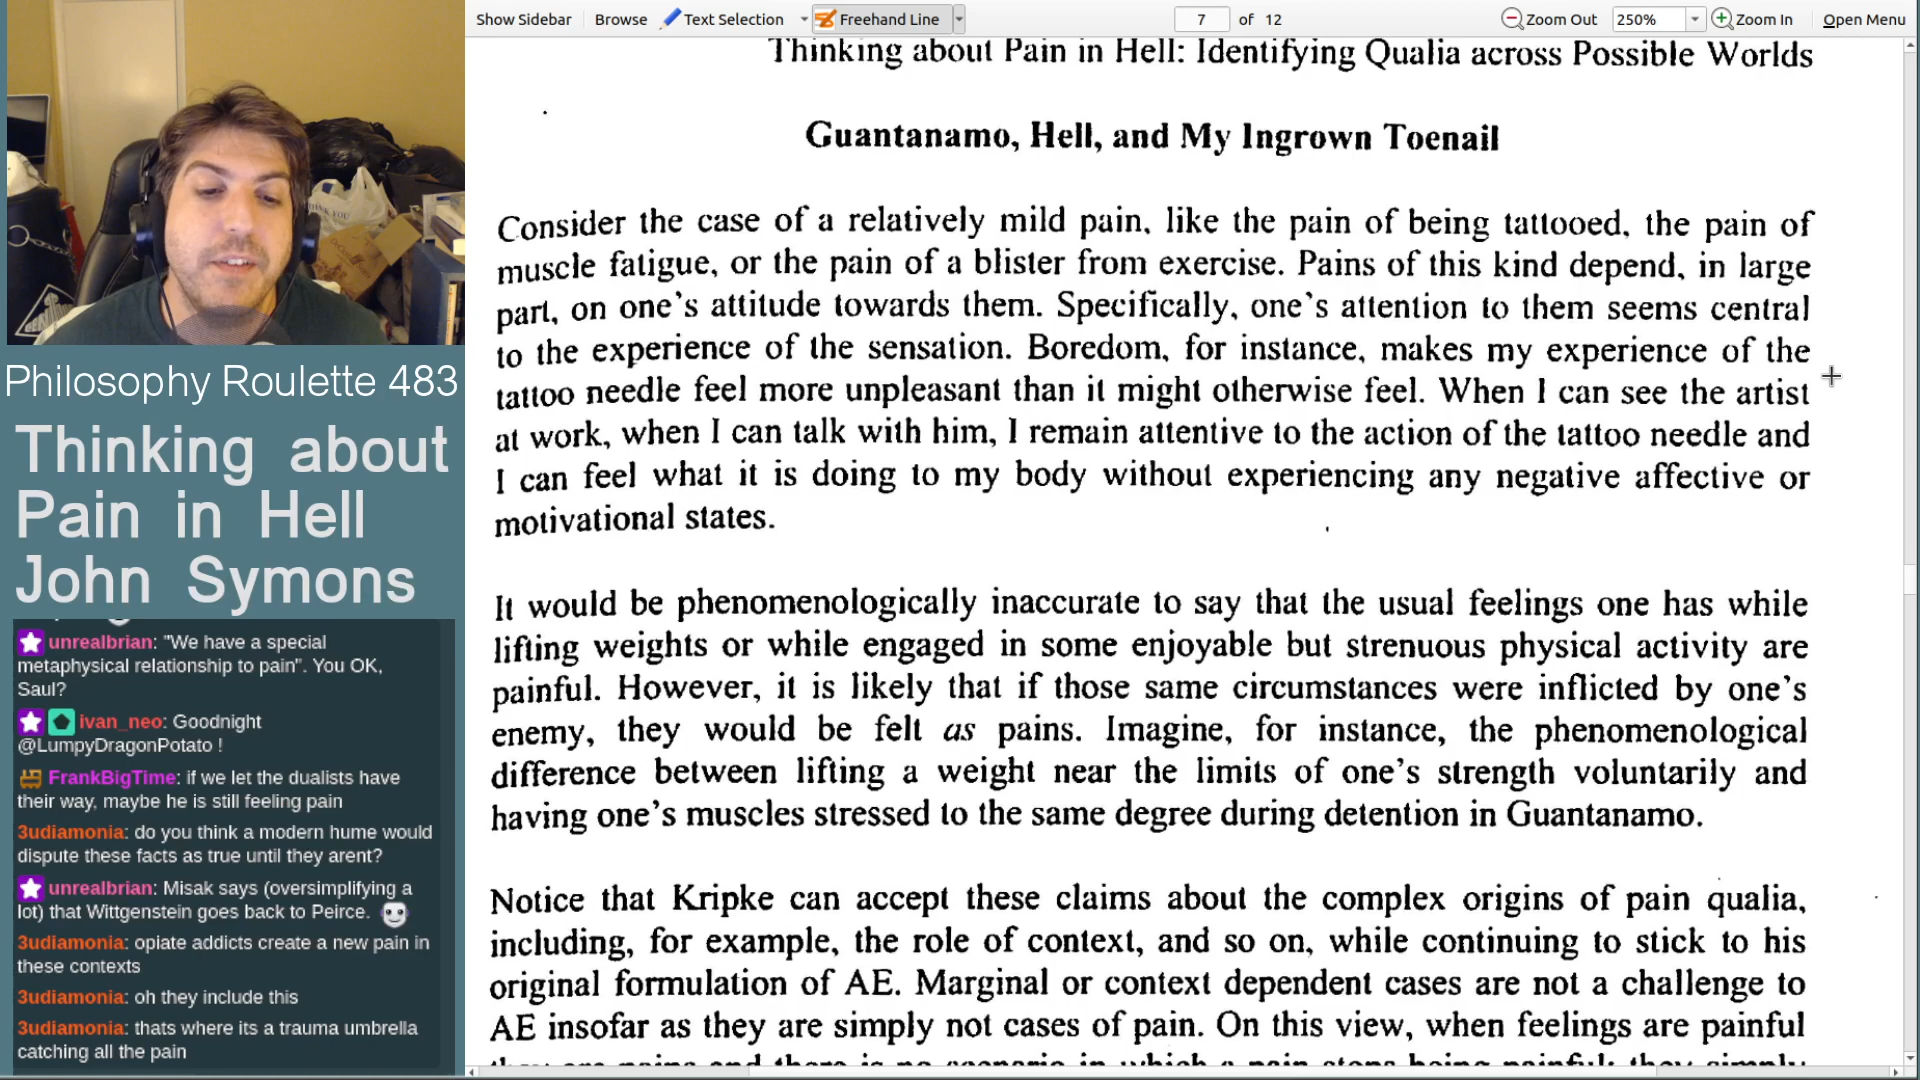 Show Sidebar Browse Text Selection Freehand Line 7 of 12 Zoom Out 250% Zoom In Open Menu
Thinking about Pain in Hell: Identifying Qualia across Possible Worlds
Guantanamo, Hell, and My Ingrown Toenail
Consider the case of a relatively mild pain, like the pain of being tattooed, the pain of
muscle fatigue, or the pain of a blister from exercise. Pains of this kind depend, in large
part, on one's attitude towards them. Specifically, one's attention to them seems central
to the experience of the sensation. Boredom, for instance, makes my experience of the
tattoo needle feel more unpleasant than it might otherwise feel. When I can see the artist
at work, when I can talk with him, I remain attentive to the action of the tattoo needle and
I can feel what it is doing to my body without experiencing any negative affective or
motivational states.
It would be phenomenologically inaccurate to say that the usual feelings one has while
lifting weights or while engaged in some enjoyable but strenuous physical activity are
painful. However, it is likely that if those same circumstances were inflicted by one's
enemy, they would be felt as pains. Imagine, for instance, the phenomenological
difference between lifting a weight near the limits of one's strength voluntarily and
having one's muscles stressed to the same degree during detention in Guantanamo.
Notice that Kripke can accept these claims about the complex origins of pain qualia,
including, for example, the role of context, and so on, while continuing to stick to his
original formulation of AE. Marginal or context dependent cases are not a challenge to
AE insofar as they are simply not cases of pain. On this view, when feelings are painful
they are pains and there is no scenario in which a pain stops being painful; they simply
Philosophy Roulette 483
Thinking about
Pain in Hell
John Symons
unrealbrian: "We have a special
metaphysical relationship to pain". You OK,
Saul?
ivan_neo: Goodnight
@LumpyDragonPotato !
FrankBigTime: if we let the dualists have
their way, maybe he is still feeling pain
3udiamonia: do you think a modern hume would
dispute these facts as true until they arent?
unrealbrian: Misak says (oversimplifying a
lot) that Wittgenstein goes back to Peirce.
3udiamonia: opiate addicts create a new pain in
these contexts
3udiamonia: oh they include this
3udiamonia: thats where its a trauma umbrella
catching all the pain